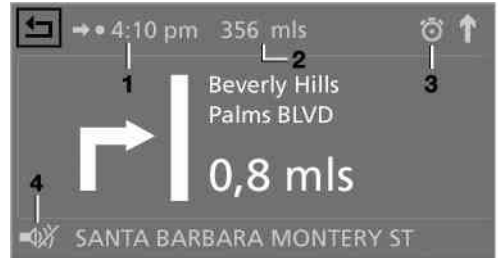 4:10 pm 356 mls
1 2 3
Beverly Hills
Palms BLVD
0,8 mls
4
SANTA BARBARA MONTERY ST